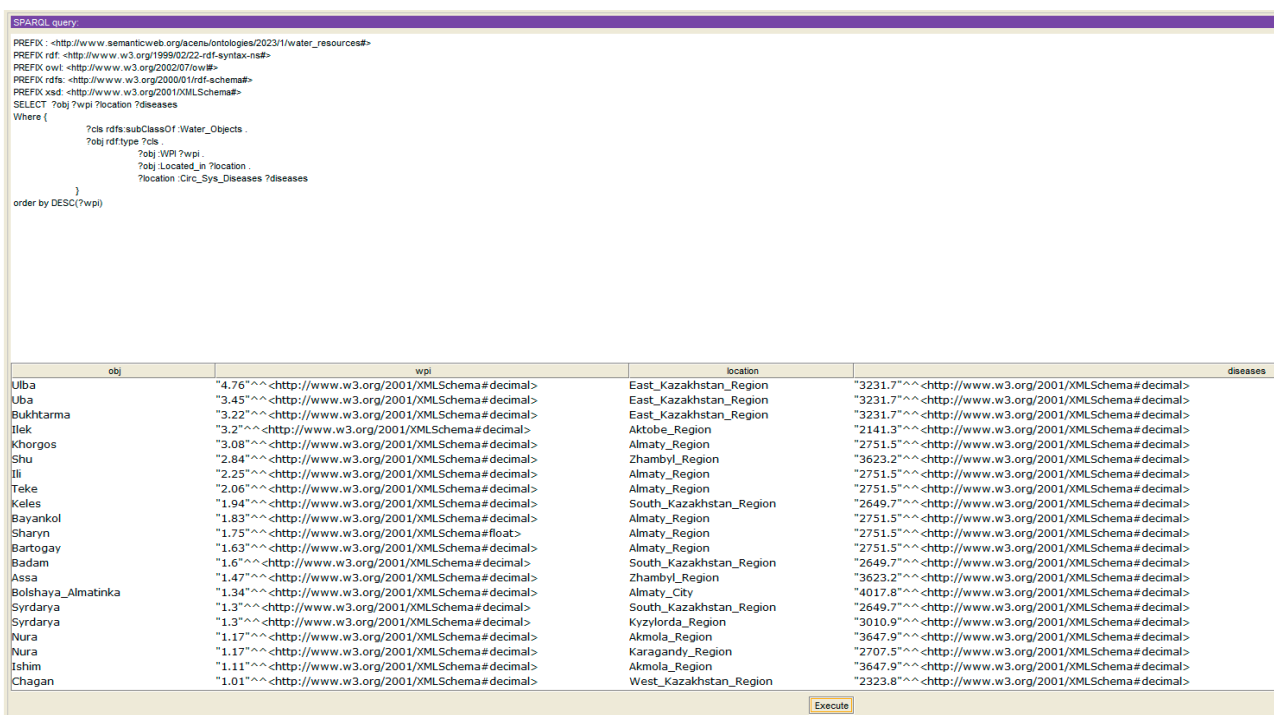 SPARQL query:
PREFIX : <http://www.semanticweb.org/асель/ontologies/2023/1/water_resources#>
PREFIX rdf: <http://www.w3.org/1999/02/22-rdf-syntax-ns#>
PREFIX owl: <http://www.w3.org/2002/07/owl#>
PREFIX rdfs: <http://www.w3.org/2000/01/rdf-schema#>
PREFIX xsd: <http://www.w3.org/2001/XMLSchema#>
SELECT ?obj ?wpi ?location ?diseases
Where {
?cls rdfs:subClassOf :Water_Objects .
?obj rdf:type ?cls .
?obj :WPI ?wpi .
?obj :Located_in ?location .
?location :Circ_Sys_Diseases ?diseases
}
order by DESC(?wpi)
obj wpi location diseases
Ulba "4.76"^^<http://www.w3.org/2001/XMLSchema#decimal> East_Kazakhstan_Region "3231.7"^^<http://www.w3.org/2001/XMLSchema#decimal>
Uba "3.45"^^<http://www.w3.org/2001/XMLSchema#decimal> East_Kazakhstan_Region "3231.7"^^<http://www.w3.org/2001/XMLSchema#decimal>
Bukhtarma "3.22"^^<http://www.w3.org/2001/XMLSchema#decimal> East_Kazakhstan_Region "3231.7"^^<http://www.w3.org/2001/XMLSchema#decimal>
Ilek "3.2"^^<http://www.w3.org/2001/XMLSchema#decimal> Aktobe_Region "2141.3"^^<http://www.w3.org/2001/XMLSchema#decimal>
Khorgos "3.08"^^<http://www.w3.org/2001/XMLSchema#decimal> Almaty_Region "2751.5"^^<http://www.w3.org/2001/XMLSchema#decimal>
Shu "2.84"^^<http://www.w3.org/2001/XMLSchema#decimal> Zhambyl_Region "3623.2"^^<http://www.w3.org/2001/XMLSchema#decimal>
Ili "2.25"^^<http://www.w3.org/2001/XMLSchema#decimal> Almaty_Region "2751.5"^^<http://www.w3.org/2001/XMLSchema#decimal>
Teke "2.06"^^<http://www.w3.org/2001/XMLSchema#decimal> Almaty_Region "2751.5"^^<http://www.w3.org/2001/XMLSchema#decimal>
Keles "1.94"^^<http://www.w3.org/2001/XMLSchema#decimal> South_Kazakhstan_Region "2649.7"^^<http://www.w3.org/2001/XMLSchema#decimal>
Bayankol "1.83"^^<http://www.w3.org/2001/XMLSchema#decimal> Almaty_Region "2751.5"^^<http://www.w3.org/2001/XMLSchema#decimal>
Sharyn "1.75"^^<http://www.w3.org/2001/XMLSchema#float> Almaty_Region "2751.5"^^<http://www.w3.org/2001/XMLSchema#decimal>
Bartogay "1.63"^^<http://www.w3.org/2001/XMLSchema#decimal> Almaty_Region "2751.5"^^<http://www.w3.org/2001/XMLSchema#decimal>
Badam "1.6"^^<http://www.w3.org/2001/XMLSchema#decimal> South_Kazakhstan_Region "2649.7"^^<http://www.w3.org/2001/XMLSchema#decimal>
Assa "1.47"^^<http://www.w3.org/2001/XMLSchema#decimal> Zhambyl_Region "3623.2"^^<http://www.w3.org/2001/XMLSchema#decimal>
Bolshaya_Almatinka "1.34"^^<http://www.w3.org/2001/XMLSchema#decimal> Almaty_City "4017.8"^^<http://www.w3.org/2001/XMLSchema#decimal>
Syrdarya "1.3"^^<http://www.w3.org/2001/XMLSchema#decimal> South_Kazakhstan_Region "2649.7"^^<http://www.w3.org/2001/XMLSchema#decimal>
Syrdarya "1.3"^^<http://www.w3.org/2001/XMLSchema#decimal> Kyzylorda_Region "3010.9"^^<http://www.w3.org/2001/XMLSchema#decimal>
Nura "1.17"^^<http://www.w3.org/2001/XMLSchema#decimal> Akmola_Region "3647.9"^^<http://www.w3.org/2001/XMLSchema#decimal>
Nura "1.17"^^<http://www.w3.org/2001/XMLSchema#decimal> Karagandy_Region "2707.5"^^<http://www.w3.org/2001/XMLSchema#decimal>
Ishim "1.11"^^<http://www.w3.org/2001/XMLSchema#decimal> Akmola_Region "3647.9"^^<http://www.w3.org/2001/XMLSchema#decimal>
Chagan "1.01"^^<http://www.w3.org/2001/XMLSchema#decimal> West_Kazakhstan_Region "2323.8"^^<http://www.w3.org/2001/XMLSchema#decimal>
Execute